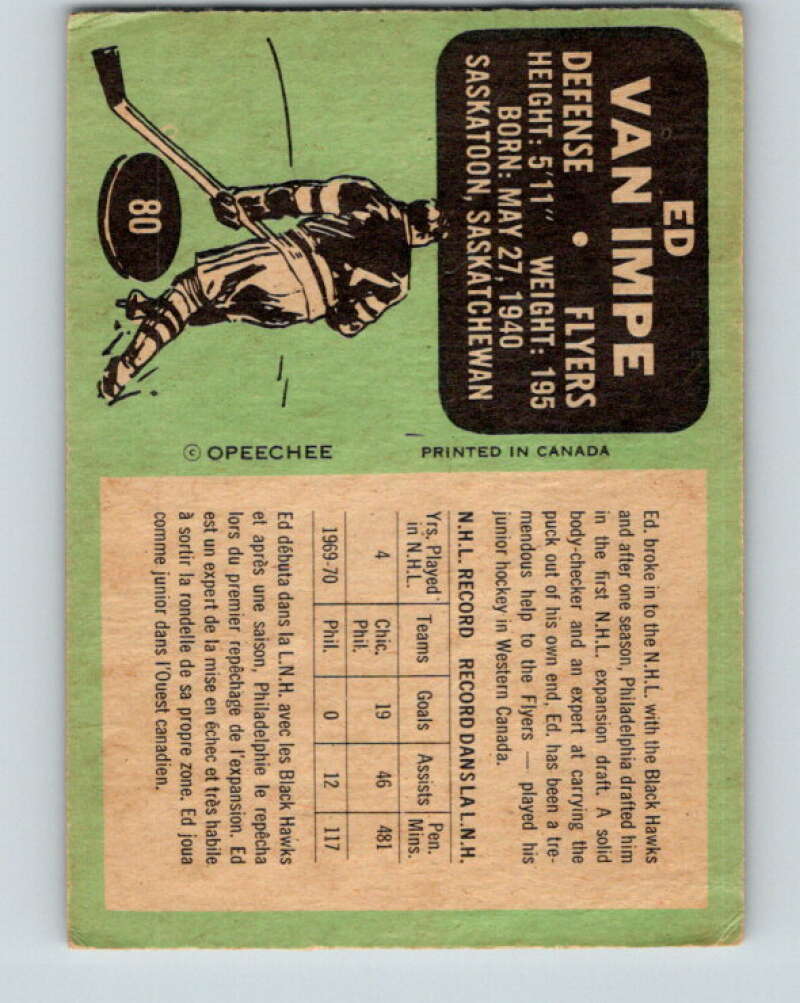 ED
VAN IMPE
DEFENSE • FLYERS
HEIGHT: 5'11" WEIGHT: 195
BORN: MAY 27, 1940
SASKATOON, SASKATCHEWAN
80
© OPEECHEE
PRINTED IN CANADA
Ed. broke in to the N.H.L. with the Black Hawks
and after one season, Philadelphia drafted him
in the first N.H.L. expansion draft. A solid
body-checker and an expert at carrying the
puck out of his own end, Ed. has been a tre-
mendous help to the Flyers — played his
junior hockey in Western Canada.
N.H.L. RECORD RECORD DANS LA L.N.H.
Yrs. Played in N.H.L. Teams Goals Assists Pen. Mins.
4 Chic. Phil. 19 46 481
1969-70 Phil. 0 12 117
Ed débuta dans la L.N.H. avec les Black Hawks
et après une saison, Philadelphie le repêcha
lors du premier repêchage de l'expansion. Ed
est un expert de la mise en échec et très habile
à sortir la rondelle de sa propre zone. Ed joua
comme junior dans l'Ouest canadien.